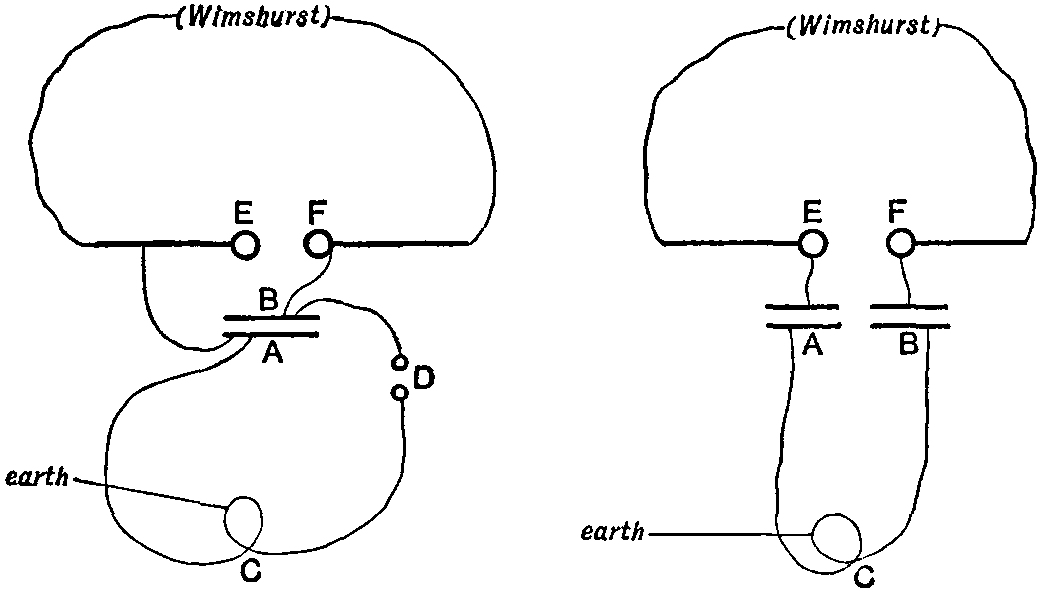 (Wimshurst)
E F
B
A
D
earth
C
(Wimshurst)
E F
A B
earth
C